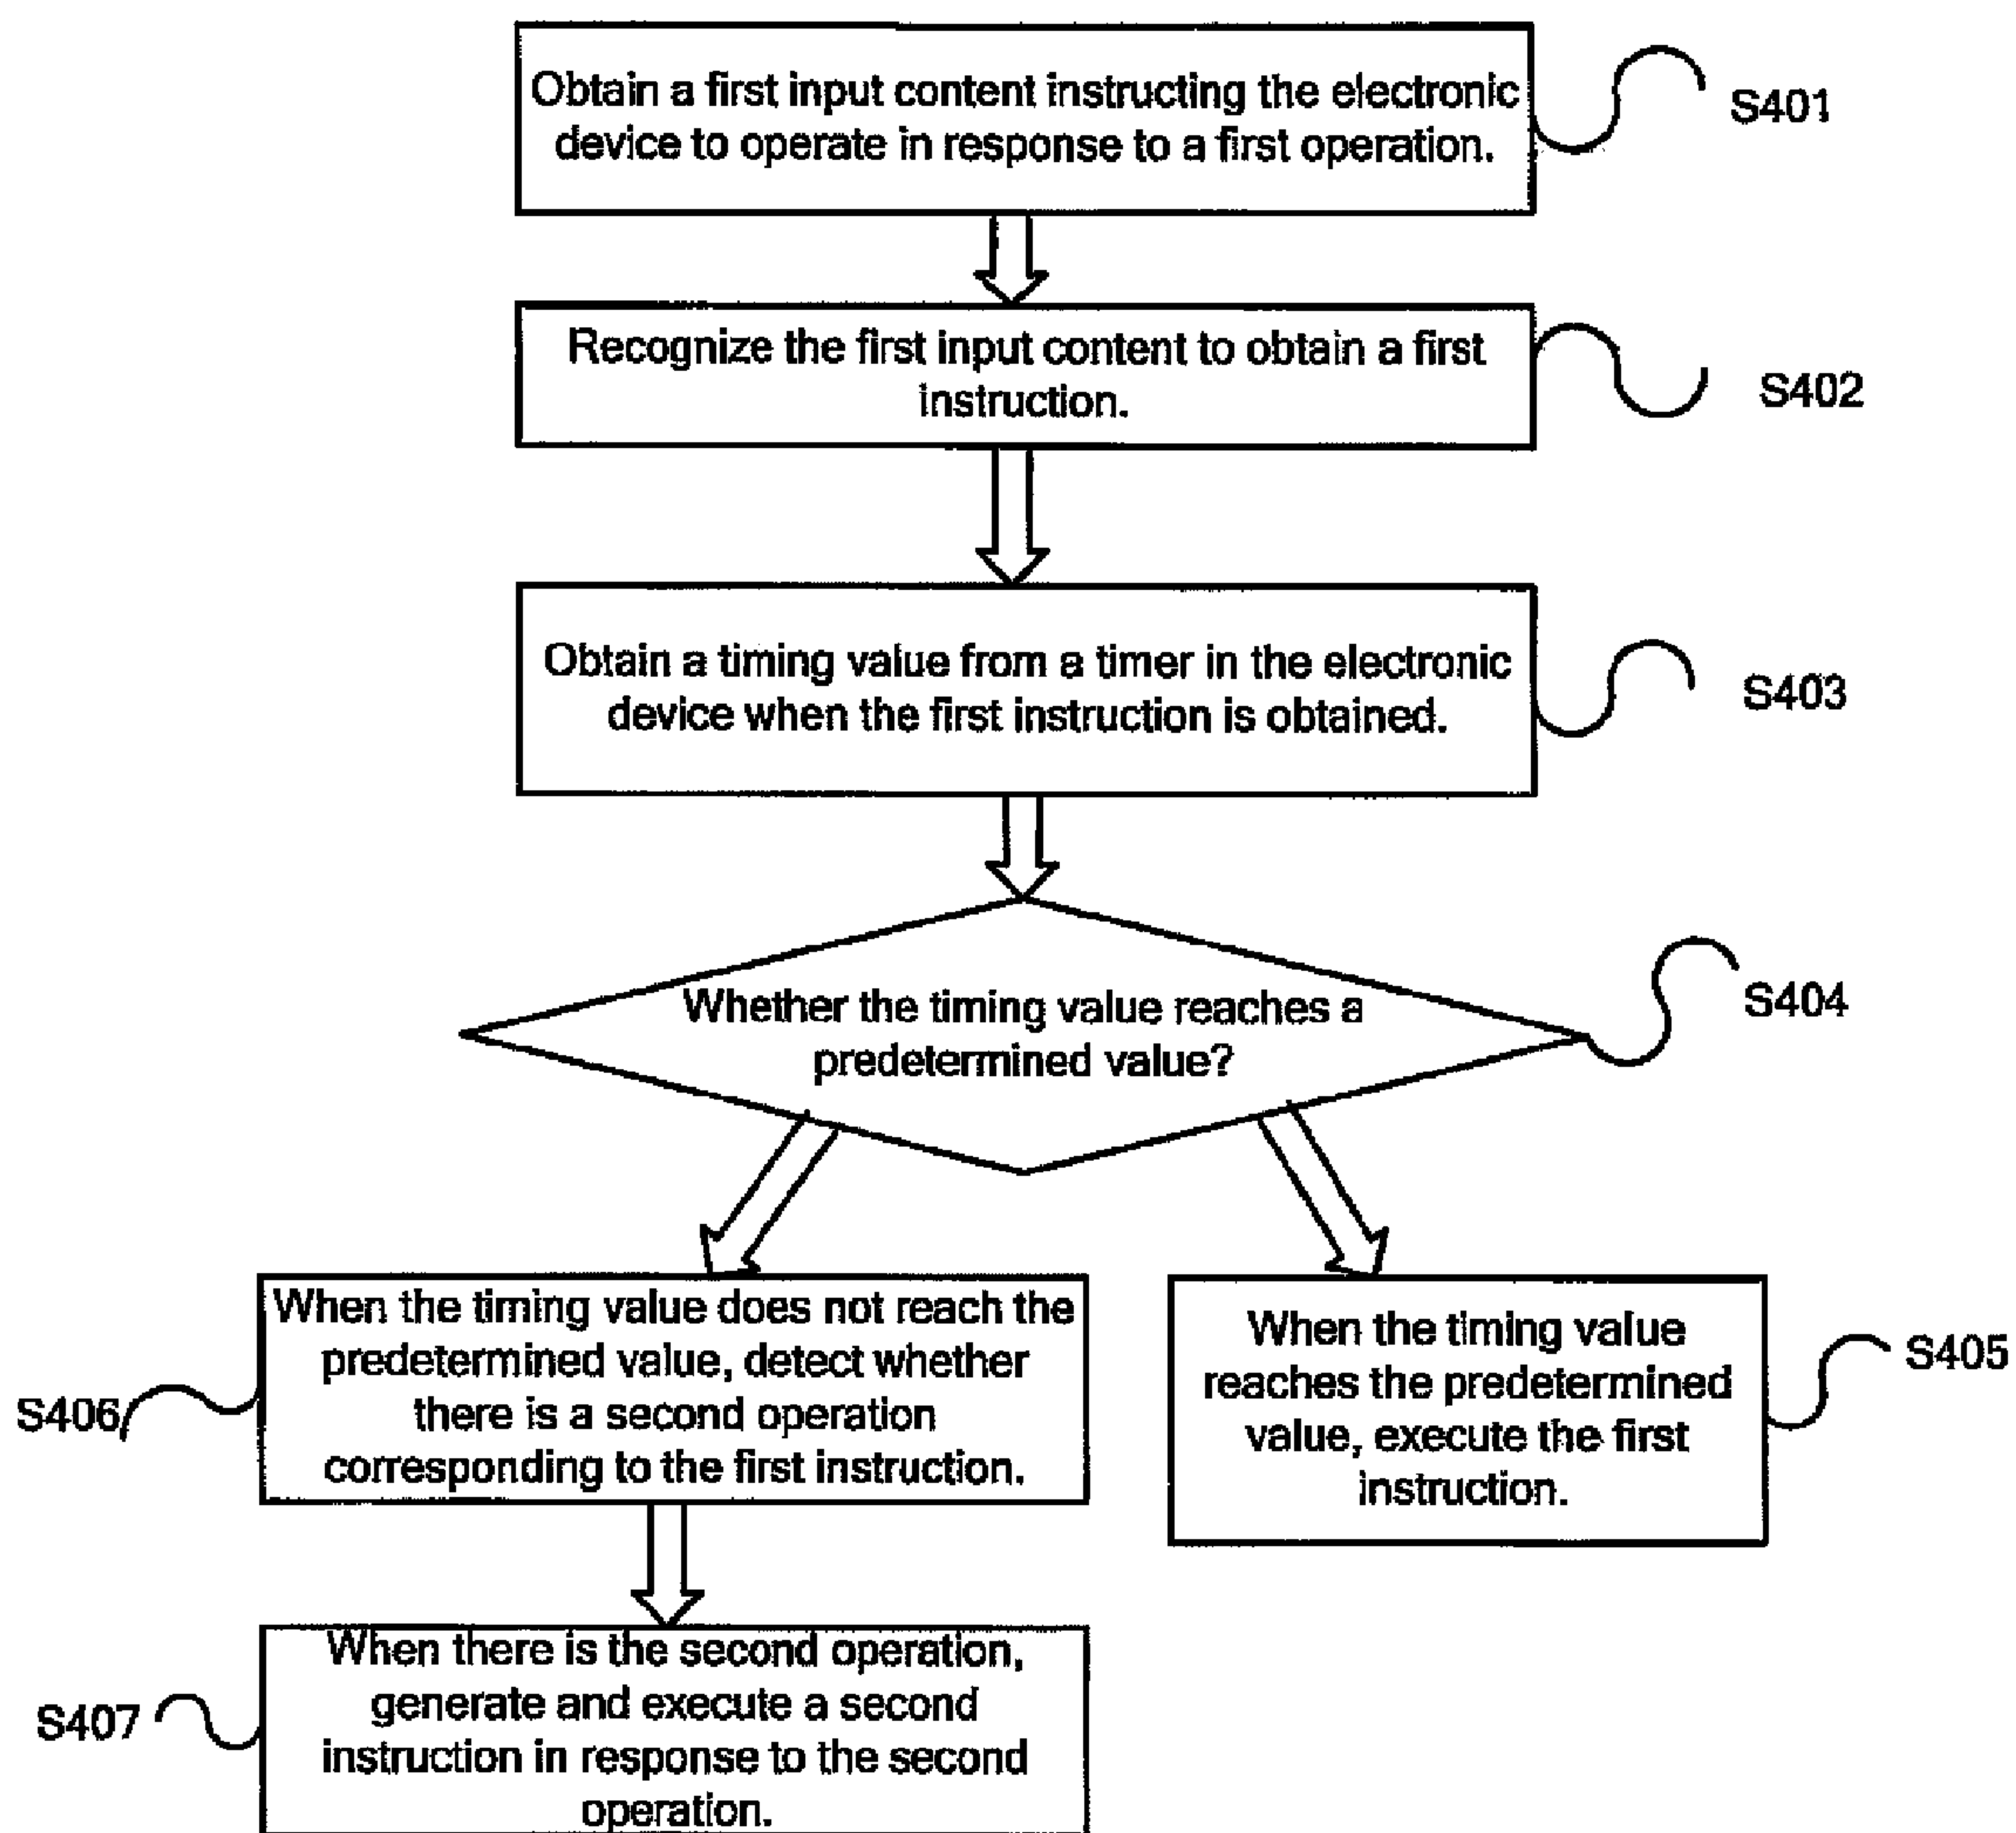 Obtain a first input content instructing the electronic
device to operate in response to a first operation.
S401
Recognize the first input content to obtain a first
instruction.
S402
Obtain a timing value from a timer in the electronic
device when the first instruction is obtained.
S403
Whether the timing value reaches a
predetermined value?
S404
When the timing value does not reach the
predetermined value, detect whether
there is a second operation
corresponding to the first instruction.
S406
When the timing value
reaches the predetermined
value, execute the first
instruction.
S405
When there is the second operation,
generate and execute a second
instruction in response to the second
operation.
S407